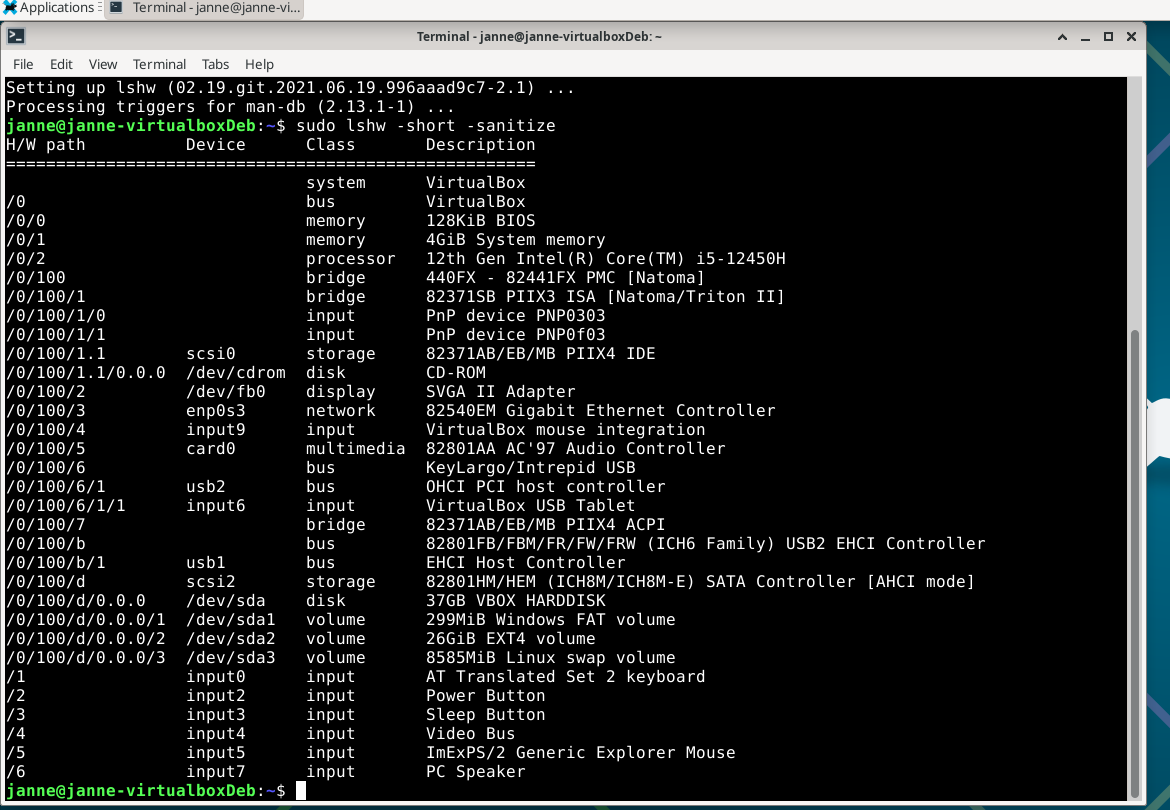 Applications
Terminal - janne@janne-vi...
Terminal - janne@janne-virtualboxDeb: ~
File Edit View Terminal Tabs Help
Setting up lshw (02.19.git.2021.06.19.996aaad9c7-2.1) ...
Processing triggers for man-db (2.13.1-1) ...
janne@janne-virtualboxDeb:~$ sudo lshw -short -sanitize
H/W path          Device      Class       Description
=====================================================
                              system      VirtualBox
/0                            bus         VirtualBox
/0/0                          memory      128KiB BIOS
/0/1                          memory      4GiB System memory
/0/2                          processor   12th Gen Intel(R) Core(TM) i5-12450H
/0/100                        bridge      440FX - 82441FX PMC [Natoma]
/0/100/1                      bridge      82371SB PIIX3 ISA [Natoma/Triton II]
/0/100/1/0                    input       PnP device PNP0303
/0/100/1/1                    input       PnP device PNP0f03
/0/100/1.1        scsi0       storage     82371AB/EB/MB PIIX4 IDE
/0/100/1.1/0.0.0  /dev/cdrom  disk        CD-ROM
/0/100/2          /dev/fb0    display     SVGA II Adapter
/0/100/3          enp0s3      network     82540EM Gigabit Ethernet Controller
/0/100/4          input9      input       VirtualBox mouse integration
/0/100/5          card0       multimedia  82801AA AC'97 Audio Controller
/0/100/6                      bus         KeyLargo/Intrepid USB
/0/100/6/1        usb2        bus         OHCI PCI host controller
/0/100/6/1/1      input6      input       VirtualBox USB Tablet
/0/100/7                      bridge      82371AB/EB/MB PIIX4 ACPI
/0/100/b                      bus         82801FB/FBM/FR/FW/FRW (ICH6 Family) USB2 EHCI Controller
/0/100/b/1        usb1        bus         EHCI Host Controller
/0/100/d          scsi2       storage     82801HM/HEM (ICH8M/ICH8M-E) SATA Controller [AHCI mode]
/0/100/d/0.0.0    /dev/sda    disk        37GB VBOX HARDDISK
/0/100/d/0.0.0/1  /dev/sda1   volume      299MiB Windows FAT volume
/0/100/d/0.0.0/2  /dev/sda2   volume      26GiB EXT4 volume
/0/100/d/0.0.0/3  /dev/sda3   volume      8585MiB Linux swap volume
/1                input0      input       AT Translated Set 2 keyboard
/2                input2      input       Power Button
/3                input3      input       Sleep Button
/4                input4      input       Video Bus
/5                input5      input       ImExPS/2 Generic Explorer Mouse
/6                input7      input       PC Speaker
janne@janne-virtualboxDeb:~$